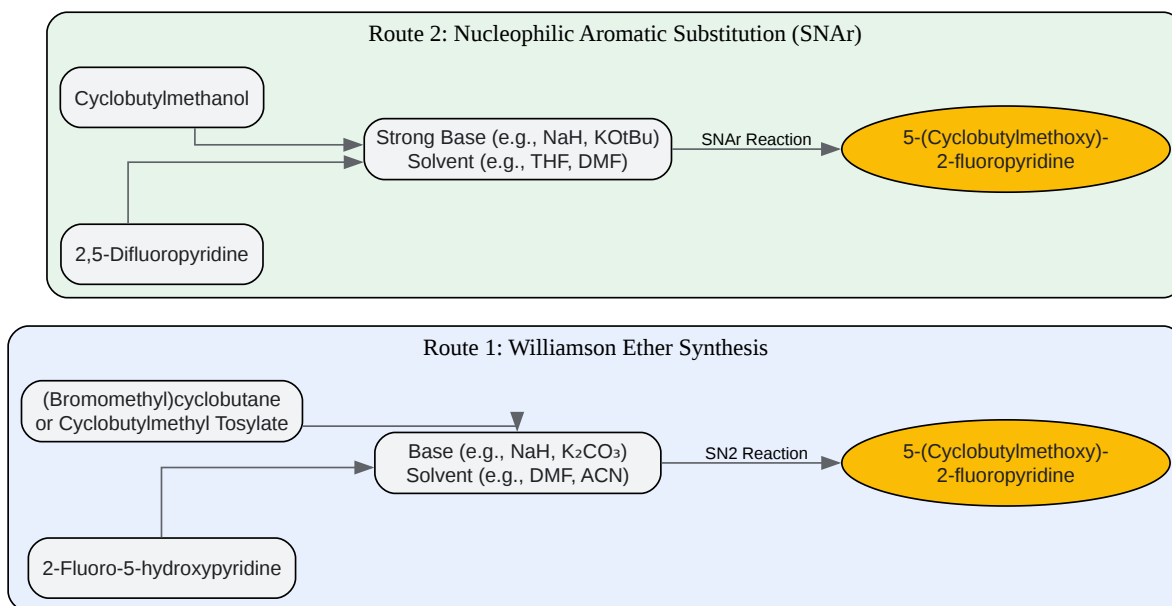 Route 2: Nucleophilic Aromatic Substitution (SNAr)
Cyclobutylmethanol
Strong Base (e.g., NaH, KOtBu)
Solvent (e.g., THF, DMF)
SNAr Reaction
5-(Cyclobutylmethoxy)-
2-fluoropyridine
2,5-Difluoropyridine
Route 1: Williamson Ether Synthesis
(Bromomethyl)cyclobutane
or Cyclobutylmethyl Tosylate
Base (e.g., NaH, K₂CO₃)
Solvent (e.g., DMF, ACN)
SN2 Reaction
5-(Cyclobutylmethoxy)-
2-fluoropyridine
2-Fluoro-5-hydroxypyridine